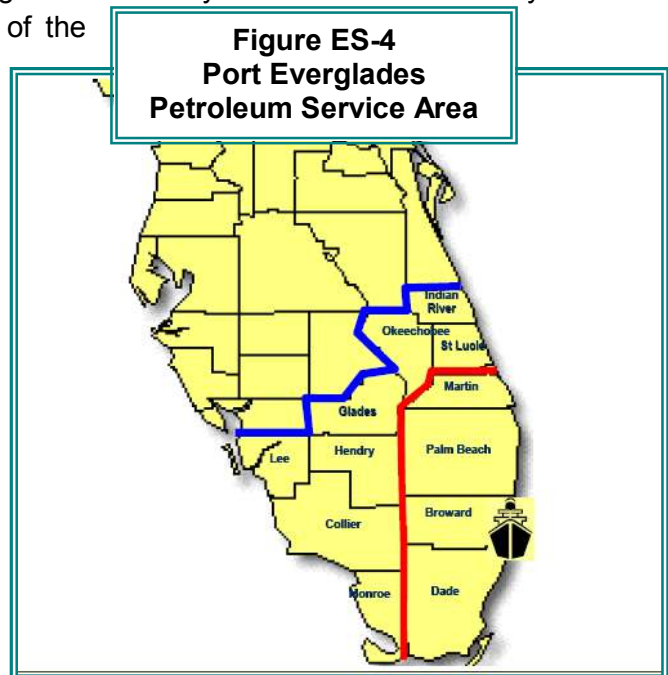 of the
Figure ES-4
Port Everglades
Petroleum Service Area
Indian
River
Okeechobee
St Lucie
Martin
Glades
Lee
Hendry
Palm Beach
Broward
Collier
Monroe
Dade